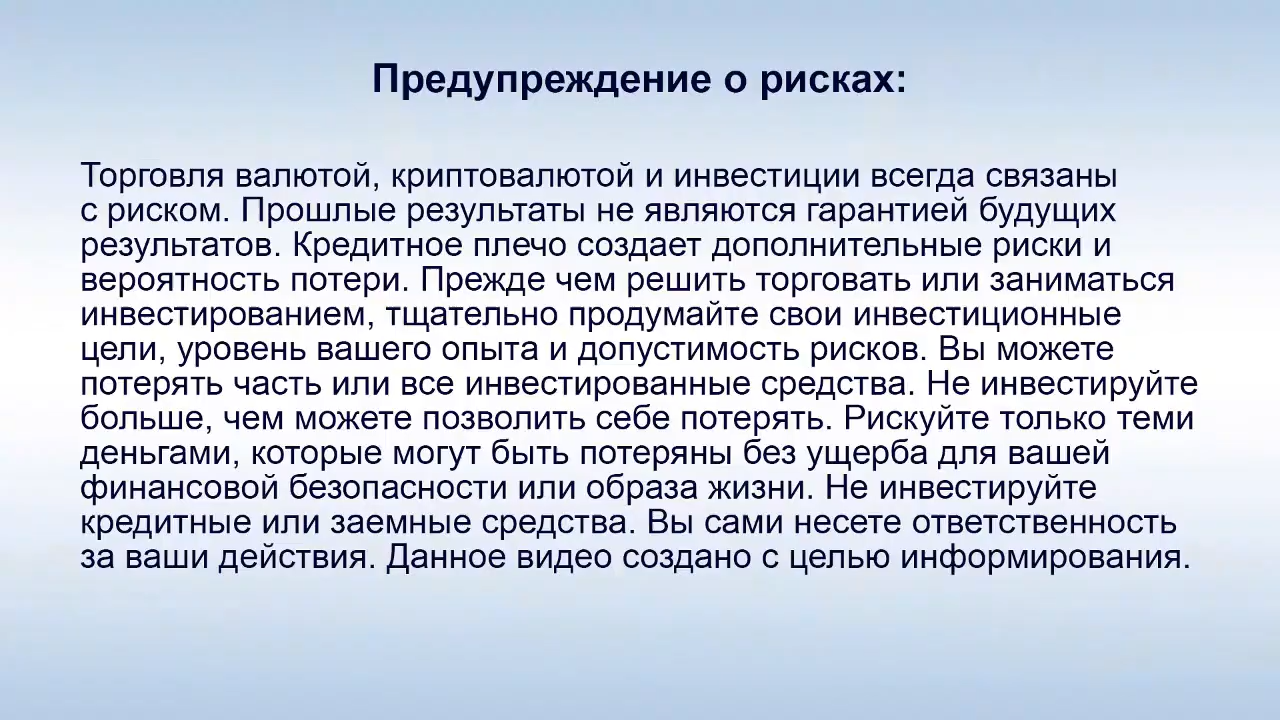 Предупреждение о рисках:
Торговля валютой, криптовалютой и инвестиции всегда связаны
с риском. Прошлые результаты не являются гарантией будущих
результатов. Кредитное плечо создает дополнительные риски и
вероятность потери. Прежде чем решить торговать или заниматься
инвестированием, тщательно продумайте свои инвестиционные
цели, уровень вашего опыта и допустимость рисков. Вы можете
потерять часть или все инвестированные средства. Не инвестируйте
больше, чем можете позволить себе потерять. Рискуйте только теми
деньгами, которые могут быть потеряны без ущерба для вашей
финансовой безопасности или образа жизни. Не инвестируйте
кредитные или заемные средства. Вы сами несете ответственность
за ваши действия. Данное видео создано с целью информирования.